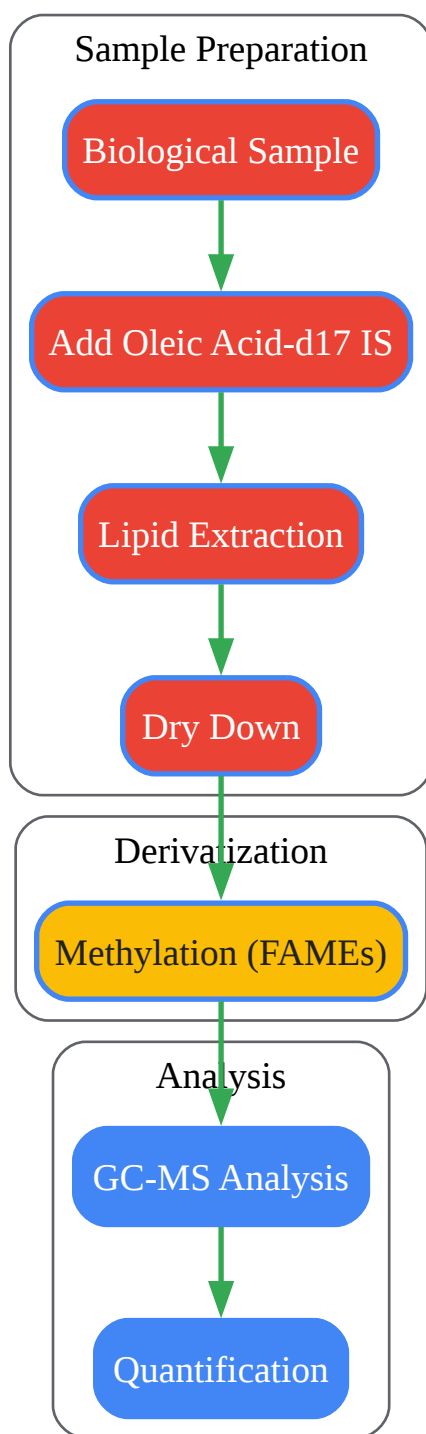 Sample Preparation
Biological Sample
Add Oleic Acid-d17 IS
Lipid Extraction
Dry Down
Derivatization
Methylation (FAMEs)
Analysis
GC-MS Analysis
Quantification